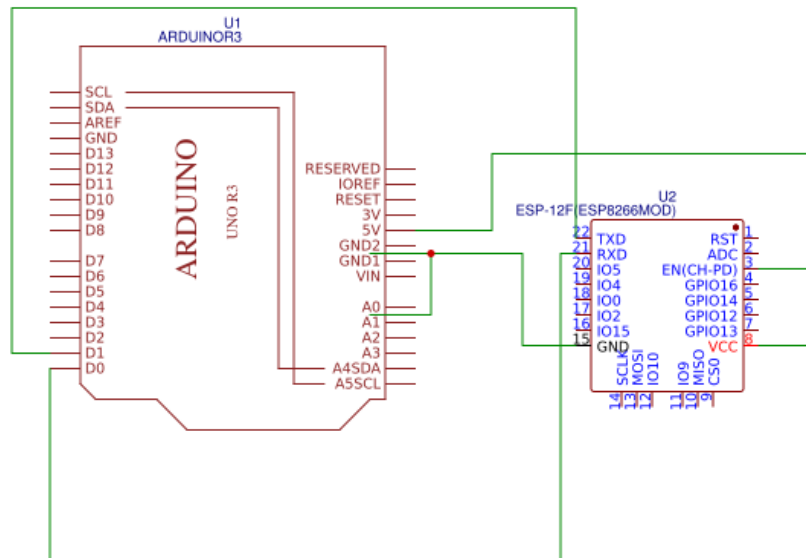 U1
ARDUINOR3
SCL
SDA
AREF
GND
D13
D12
D11
D10
D9
D8
D7
D6
D5
D4
D3
D2
D1
D0
ARDUINO
UNO R3
RESERVED
IOREF
RESET
3V
5V
GND2
GND1
VIN
A0
A1
A2
A3
A4SDA
A5SCL
U2
ESP-12F(ESP8266MOD)
22 TXD RST 1
21 RXD ADC 2
20 IO5 EN(CH-PD) 3
19 IO4 GPIO16 4
18 IO0 GPIO14 5
17 IO2 GPIO12 6
16 IO15 GPIO13 7
15 GND VCC 8
SCLK MOSI IO10 IO9 MISO CS0
14 13 12 11 10 9